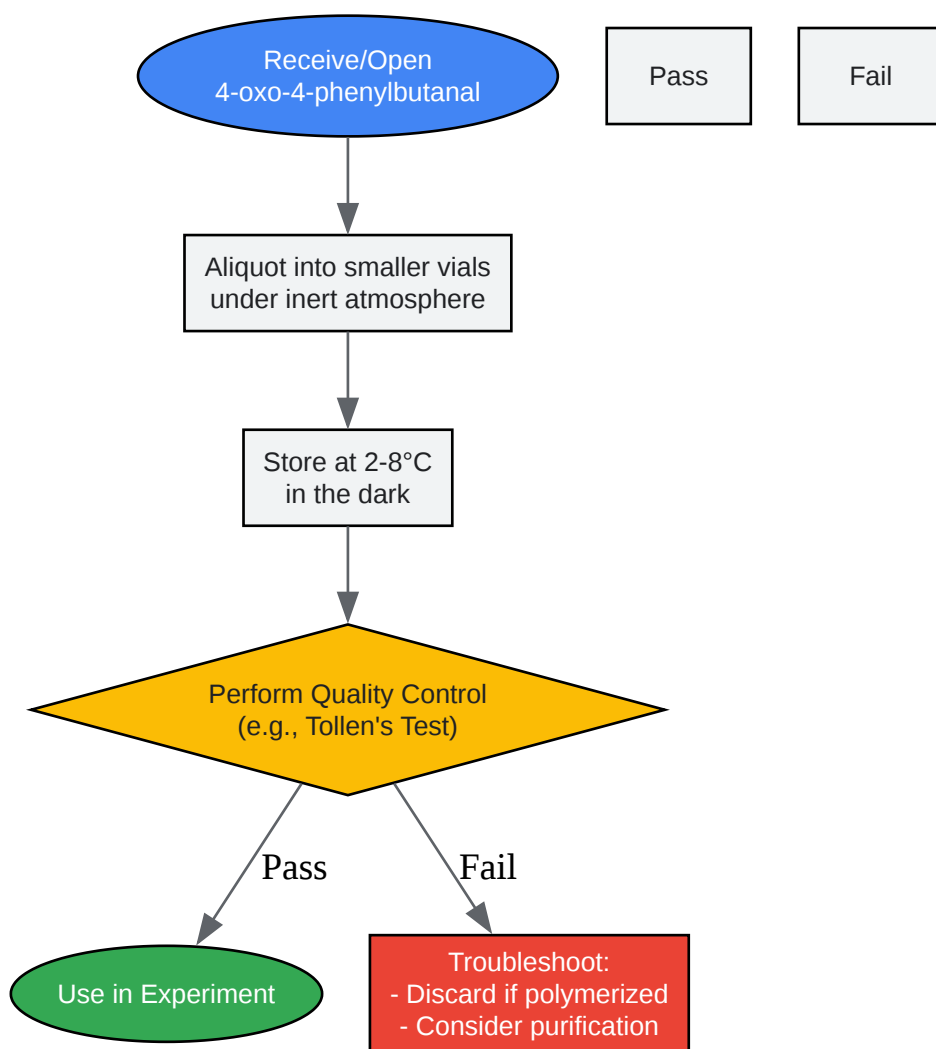 Receive/Open
4-oxo-4-phenylbutanal
Pass
Fail
Aliquot into smaller vials
under inert atmosphere
Store at 2-8°C
in the dark
Perform Quality Control
(e.g., Tollen's Test)
Pass
Fail
Use in Experiment
Troubleshoot:
- Discard if polymerized
- Consider purification